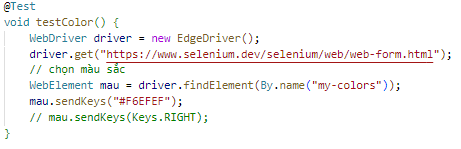 @Test
void testColor() {
WebDriver driver = new EdgeDriver();
driver.get("https://www.selenium.dev/selenium/web/web-form.html");
// chọn màu sắc
WebElement mau = driver.findElement(By.name("my-colors"));
mau.sendKeys("#F6EFEF");
// mau.sendKeys(Keys.RIGHT);
}